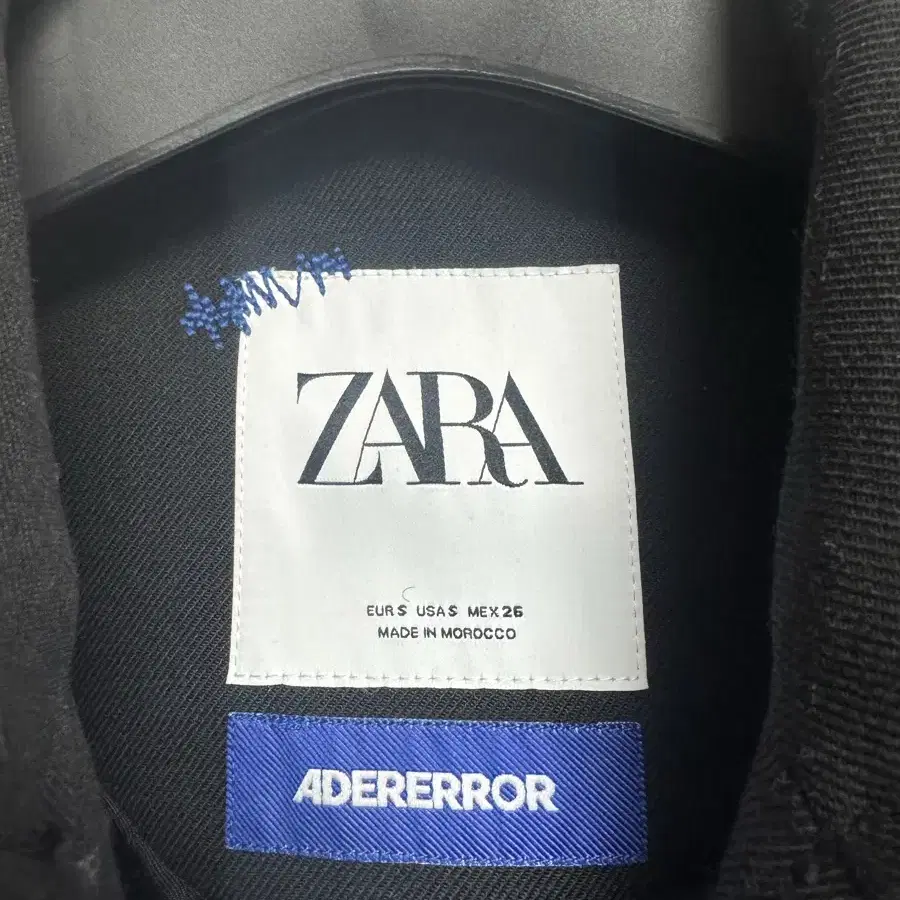 ZARA
EUR S USA S MEX 26
MADE IN MOROCCO
ADERERROR